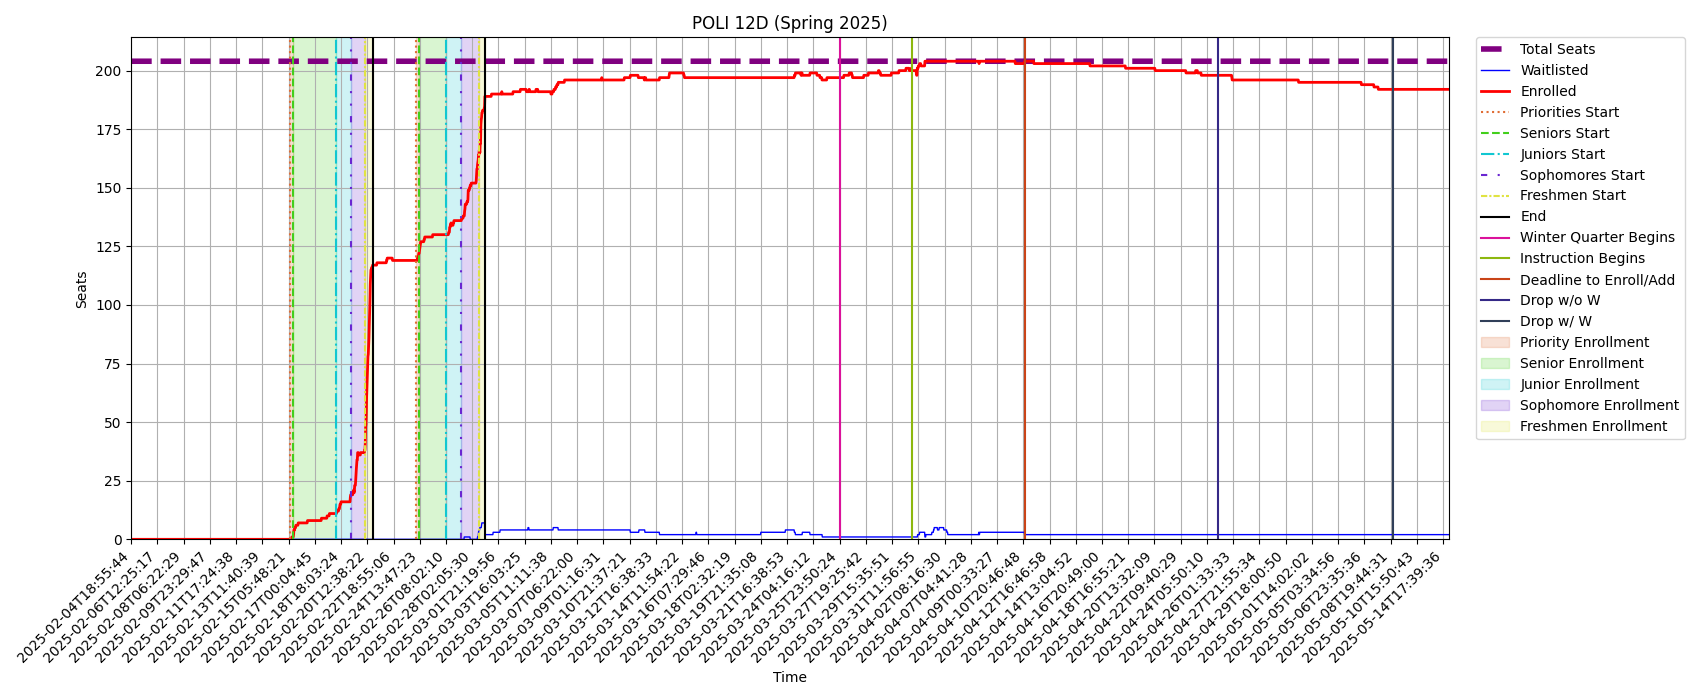 POLI 12D (Spring 2025)
Seats
200
175
150
125
100
75
50
25
0
2025-02-04T18:55:44
2025-02-06T12:25:17
2025-02-08T06:22:29
2025-02-09T23:29:47
2025-02-11T17:24:38
2025-02-13T11:40:39
2025-02-15T05:48:21
2025-02-17T00:04:45
2025-02-18T18:03:24
2025-02-20T12:38:22
2025-02-22T18:55:06
2025-02-24T13:47:23
2025-02-26T08:02:10
2025-02-28T02:05:30
2025-03-01T21:19:56
2025-03-03T16:03:25
2025-03-05T11:11:38
2025-03-07T06:22:00
2025-03-09T01:16:31
2025-03-10T21:37:21
2025-03-12T16:38:33
2025-03-14T11:54:22
2025-03-16T07:29:46
2025-03-18T02:32:19
2025-03-19T21:35:08
2025-03-21T16:38:53
2025-03-24T04:16:12
2025-03-25T23:50:24
2025-03-27T19:25:42
2025-03-29T15:35:51
2025-03-31T11:56:55
2025-04-02T08:16:30
2025-04-07T04:41:28
2025-04-09T00:33:27
2025-04-10T20:46:48
2025-04-12T16:46:58
2025-04-14T13:04:52
2025-04-16T20:49:00
2025-04-18T16:55:21
2025-04-20T13:32:09
2025-04-22T09:40:29
2025-04-24T05:50:10
2025-04-26T01:33:33
2025-04-27T21:55:34
2025-04-29T18:00:50
2025-05-01T14:02:02
2025-05-05T03:34:56
2025-05-06T23:35:36
2025-05-08T19:44:31
2025-05-10T15:50:43
2025-05-14T17:39:36
Time
Total Seats
Waitlisted
Enrolled
Priorities Start
Seniors Start
Juniors Start
Sophomores Start
Freshmen Start
End
Winter Quarter Begins
Instruction Begins
Deadline to Enroll/Add
Drop w/o W
Drop w/ W
Priority Enrollment
Senior Enrollment
Junior Enrollment
Sophomore Enrollment
Freshmen Enrollment